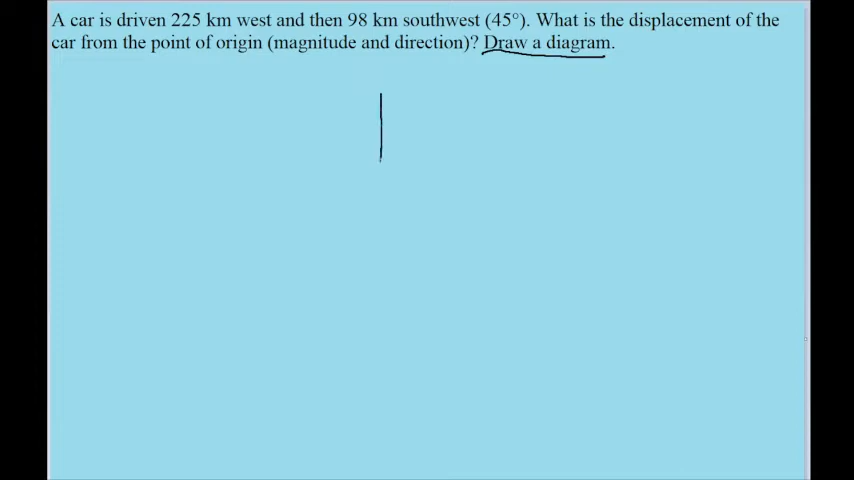 A car is driven 225 km west and then 98 km southwest (45°). What is the displacement of the
car from the point of origin (magnitude and direction)? Draw a diagram.